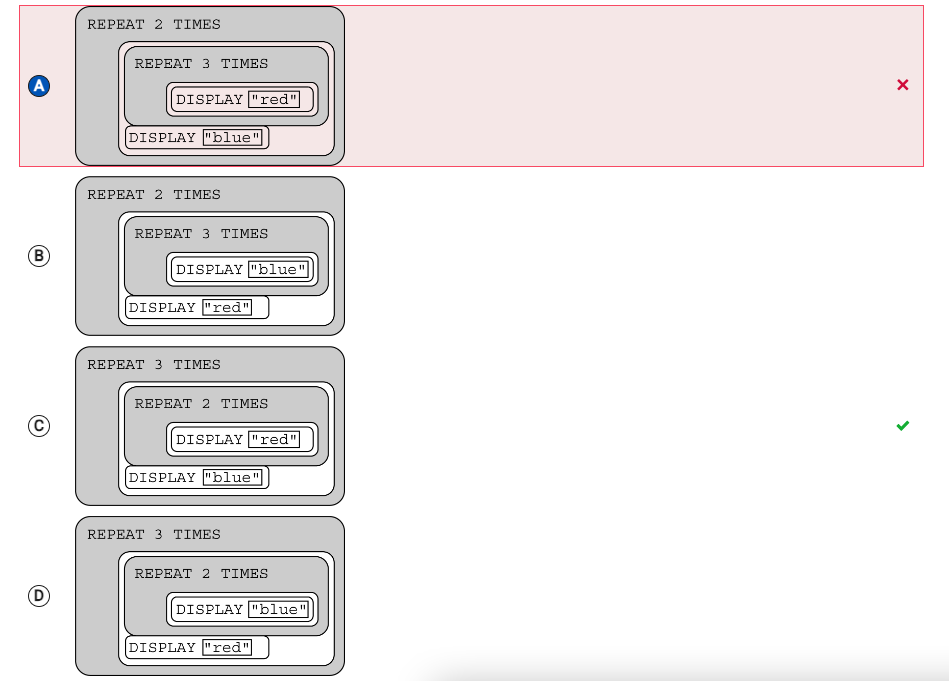 REPEAT 2 TIMES
REPEAT 3 TIMES
A
DISPLAY "red"
DISPLAY "blue"
REPEAT 2 TIMES
REPEAT 3 TIMES
B
DISPLAY "blue"
DISPLAY "red"
REPEAT 3 TIMES
REPEAT 2 TIMES
C
DISPLAY "red"
DISPLAY "blue"
REPEAT 3 TIMES
REPEAT 2 TIMES
D
DISPLAY "blue"
DISPLAY "red"